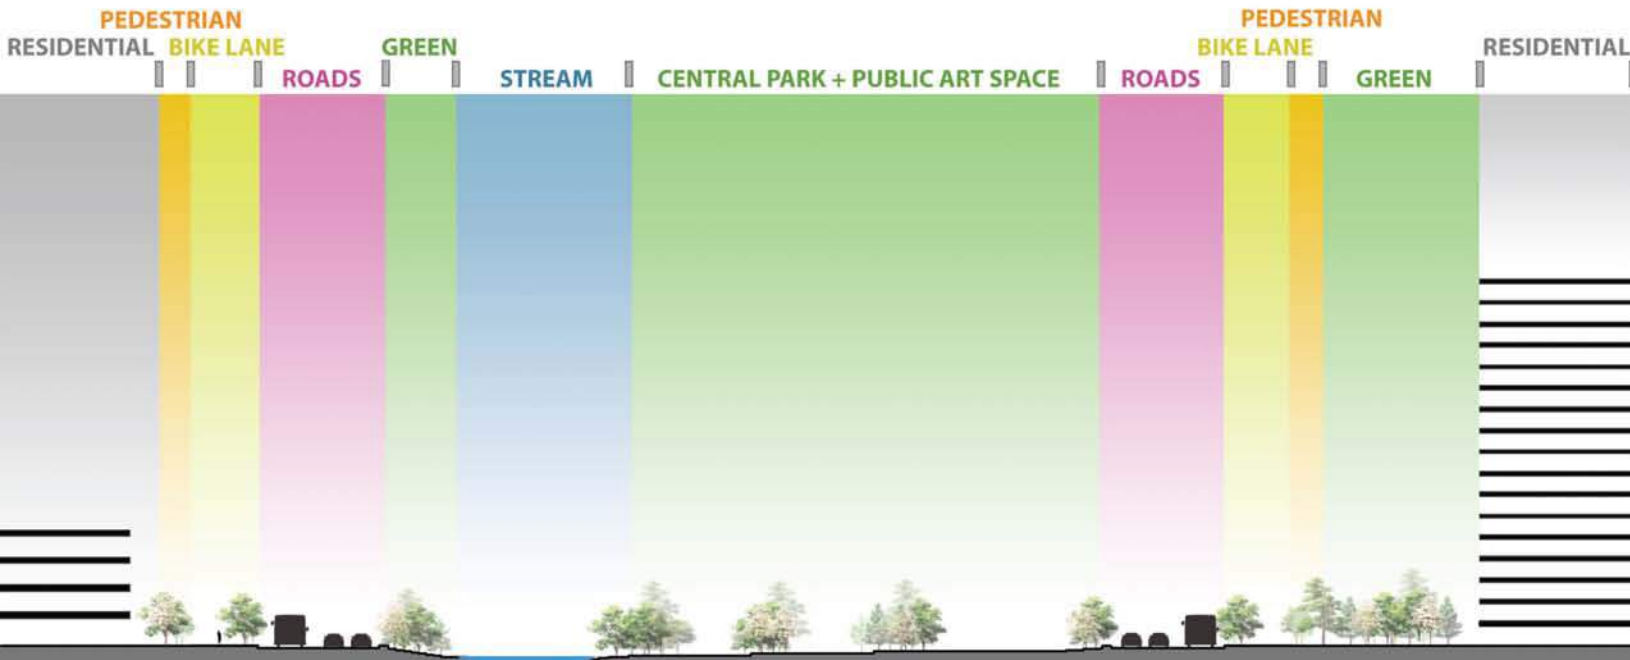 PEDESTRIAN
RESIDENTIAL
BIKE LANE
ROADS
GREEN
STREAM
CENTRAL PARK + PUBLIC ART SPACE
ROADS
PEDESTRIAN
BIKE LANE
GREEN
RESIDENTIAL